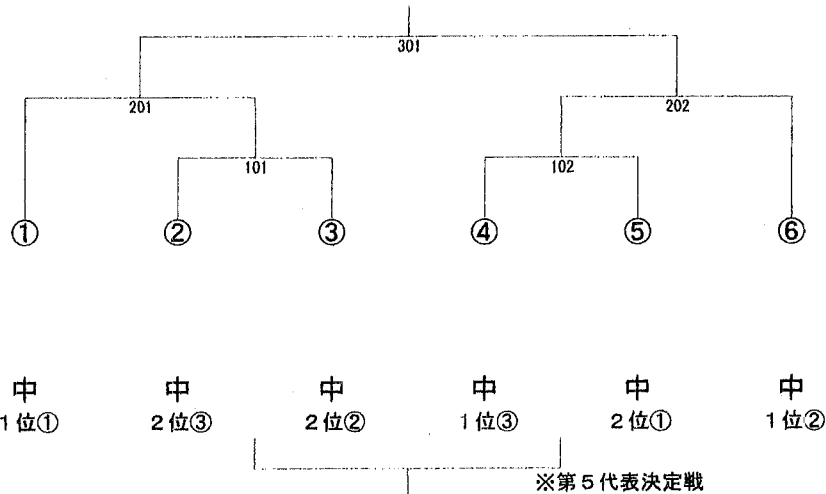 301
201 202
101 102
① ② ③ ④ ⑤ ⑥
中 中 中 中 中 中
1位① 2位③ 2位② 1位③ 2位① 1位②
※第5代表決定戦